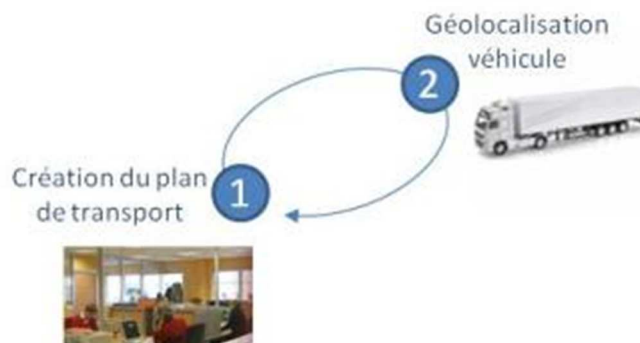 Géolocalisation
véhicule
2
Création du plan
de transport
1